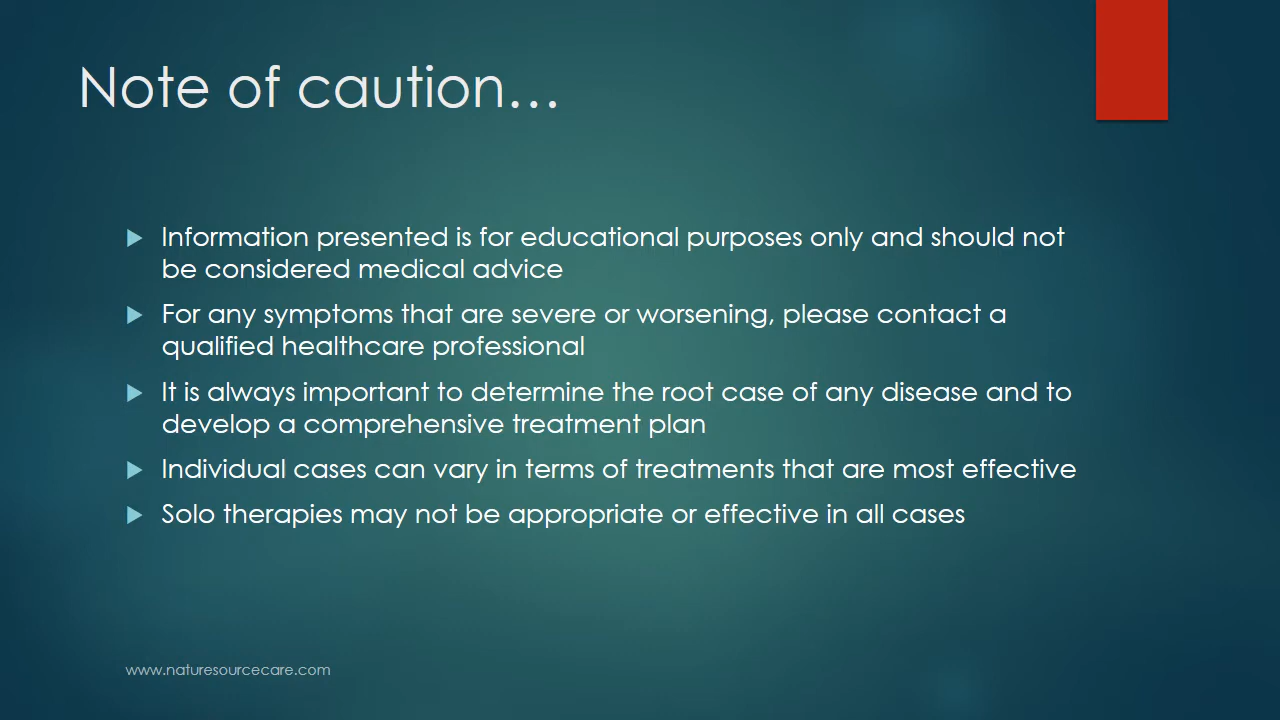 Note of caution…
Information presented is for educational purposes only and should not
be considered medical advice
For any symptoms that are severe or worsening, please contact a
qualified healthcare professional
It is always important to determine the root case of any disease and to
develop a comprehensive treatment plan
Individual cases can vary in terms of treatments that are most effective
Solo therapies may not be appropriate or effective in all cases
www.naturesourcecare.com